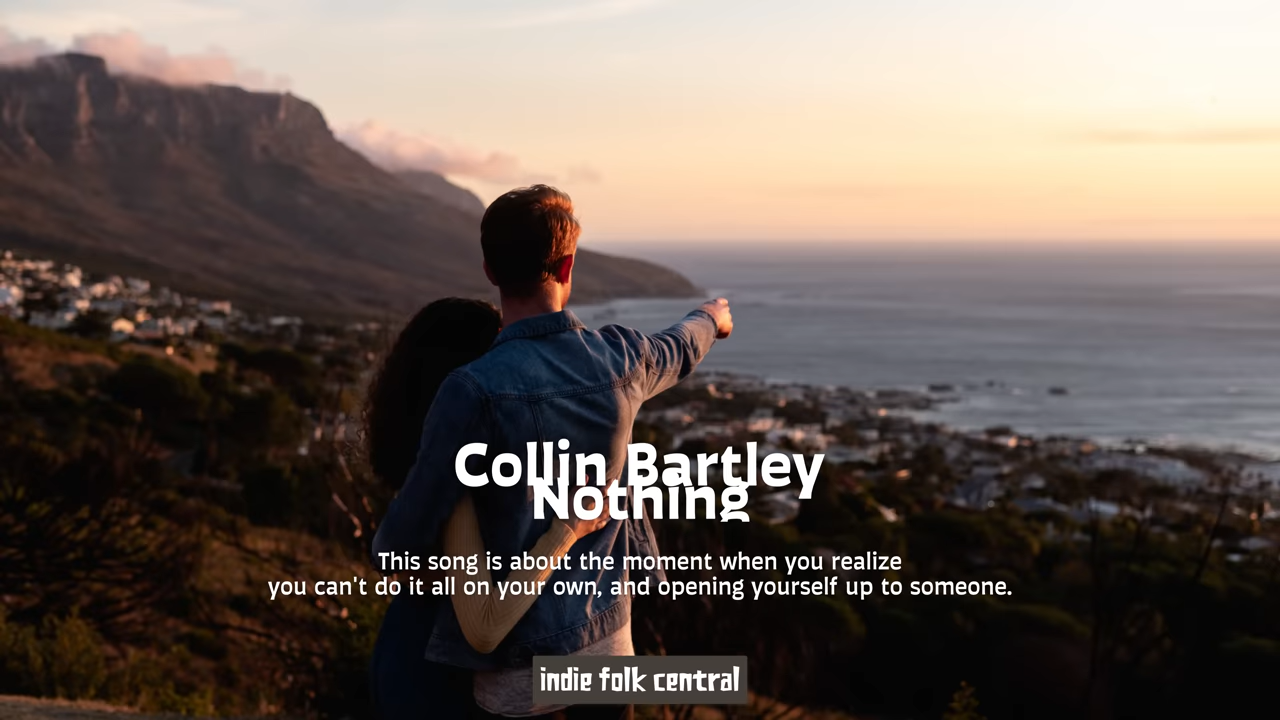 Collin Bartley
Nothing
This song is about the moment when you realize
you can't do it all on your own, and opening yourself up to someone.
indie folk central